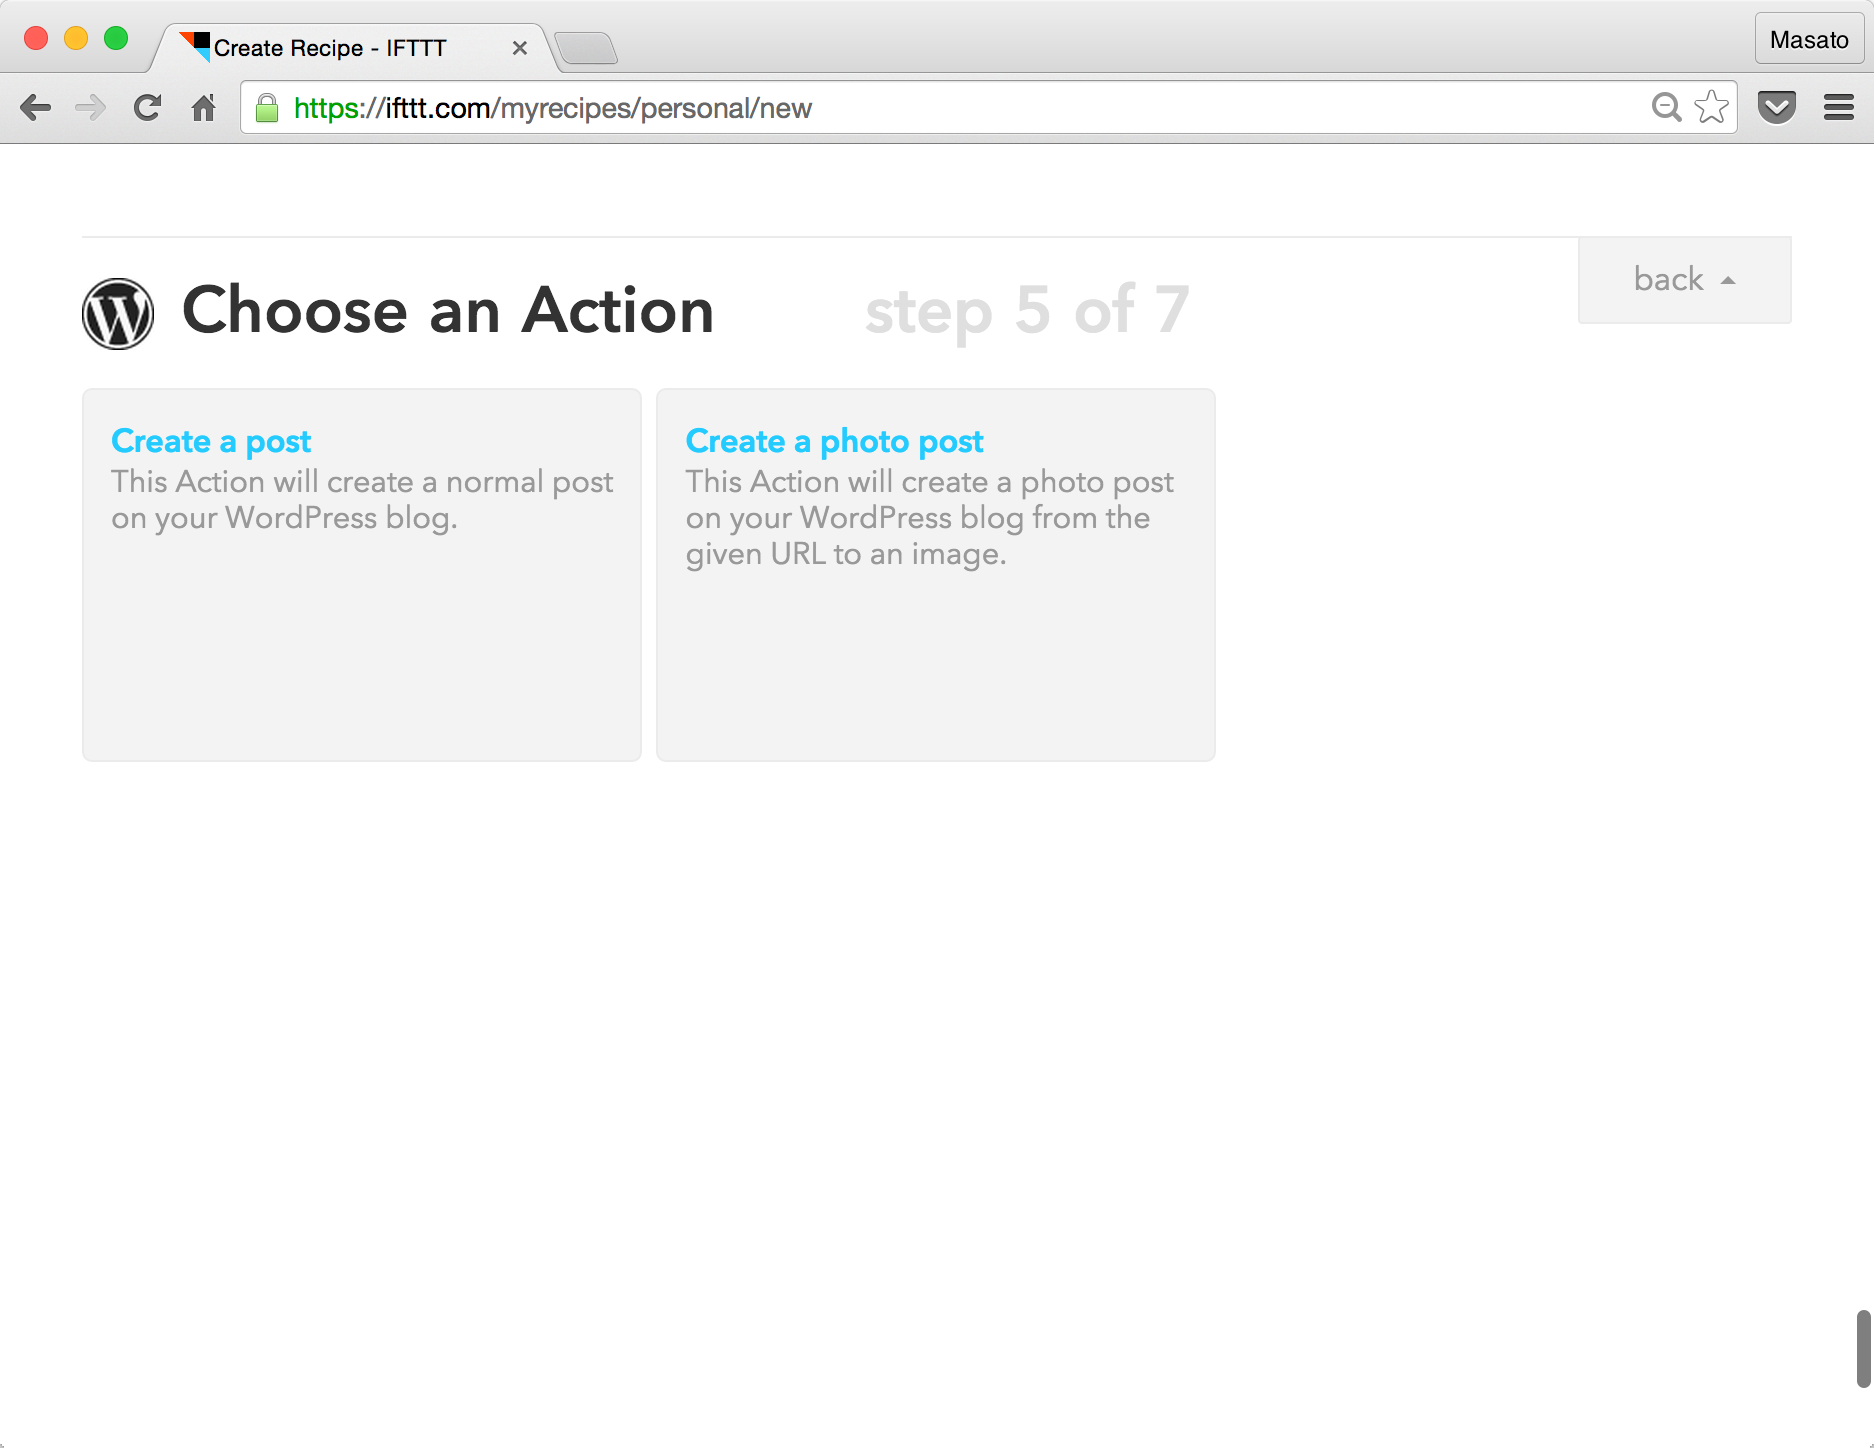 Create Recipe - IFTTT
Masato
https://ifttt.com/myrecipes/personal/new
back
Choose an Action
step 5 of 7
Create a post
This Action will create a normal post
on your WordPress blog.
Create a photo post
This Action will create a photo post
on your WordPress blog from the
given URL to an image.